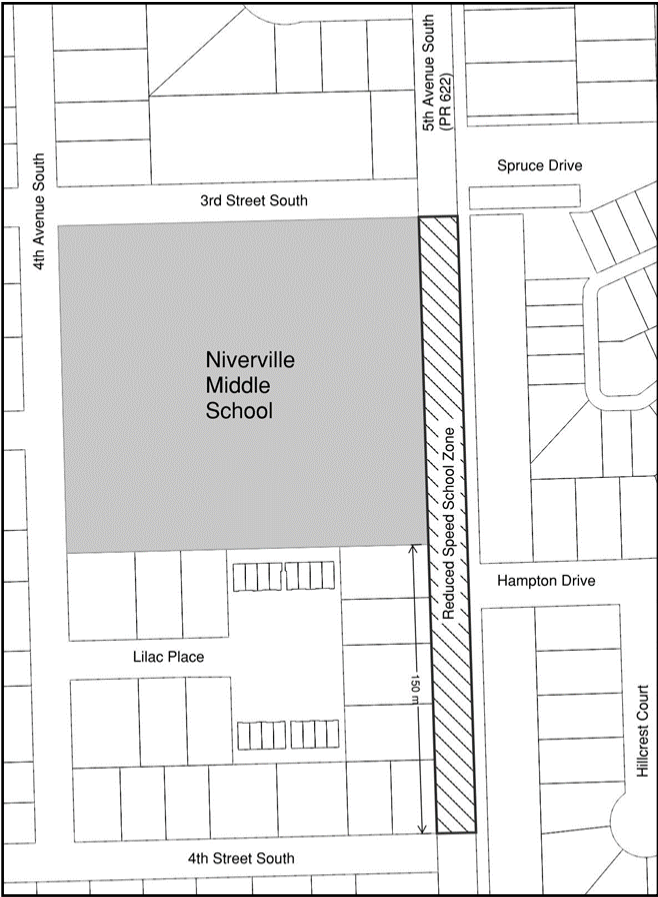 5th Avenue South
(PR 622)
Spruce Drive
4th Avenue South
3rd Street South
Niverville
Middle
School
Reduced Speed School Zone
Hampton Drive
Lilac Place
150 m
Hillcrest Court
4th Street South